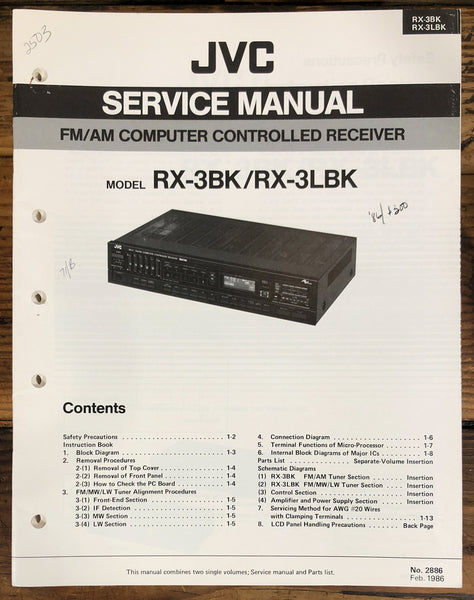 RX-3BK
RX-3LBK
2503
JVC
SERVICE MANUAL
FM/AM COMPUTER CONTROLLED RECEIVER
MODEL RX-3BK/RX-3LBK
'86/ $300
7/8
JVC
Contents
Safety Precautions 1-2
Instruction Book
1. Block Diagram 1-3
2. Removal Procedures
2-(1) Removal of Top Cover 1-4
2-(2) Removal of Front Panel 1-4
2-(3) How to Check the PC Board 1-4
3. FM/MW/LW Tuner Alignment Procedures
3-(1) Front-End Section 1-5
3-(2) IF Detection 1-5
3-(3) MW Section 1-5
3-(4) LW Section 1-5
4. Connection Diagram 1-6
5. Terminal Functions of Micro-Processor 1-7
6. Internal Block Diagrams of Major ICs 1-8
Parts List Separate-Volume Insertion
Schematic Diagrams
(1) RX-3BK FM/AM Tuner Section Insertion
(2) RX-3LBK FM/MW/LW Tuner Section Insertion
(3) Control Section Insertion
(4) Amplifier and Power Supply Section Insertion
7. Servicing Method for AWG #20 Wires
with Clamping Terminals 1-13
8. LCD Panel Handling Precautions Back Page
This manual combines two single volumes; Service manual and Parts list.
No. 2886
Feb. 1986